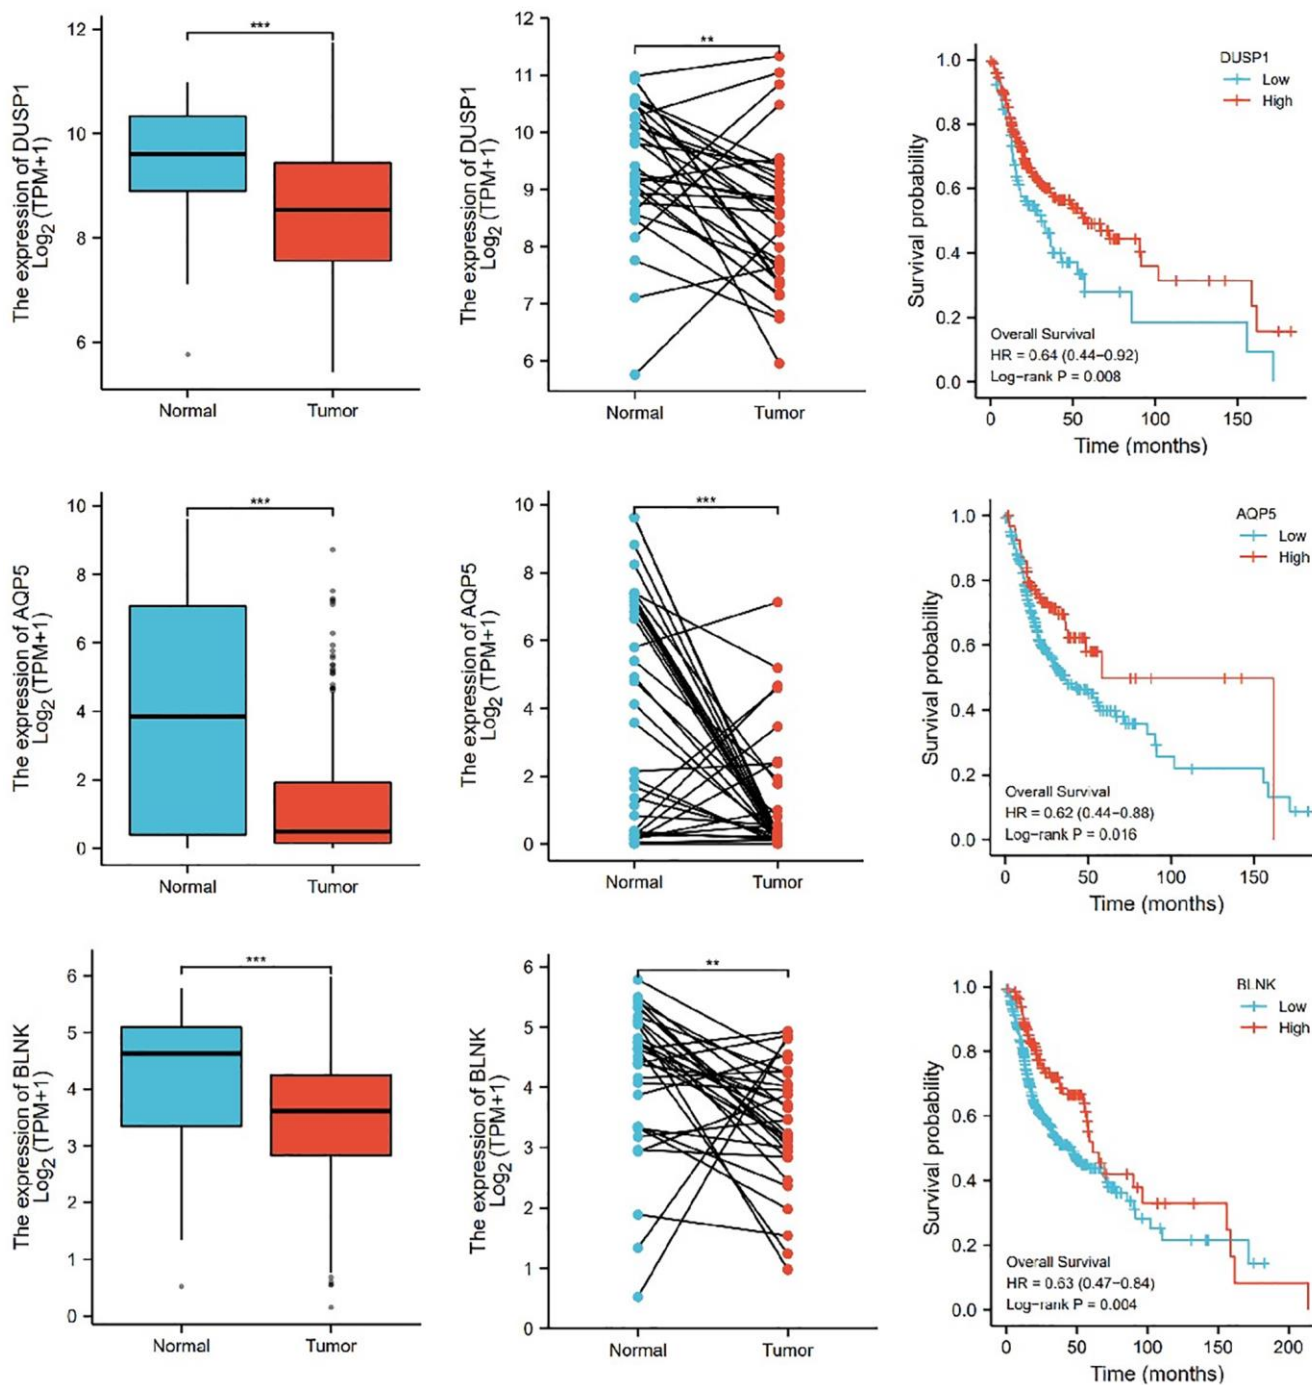 The expression of DUSP1
Log2 (TPM+1)
12
10
8
6
***
Normal
Tumor
The expression of DUSP1
Log2 (TPM+1)
12
11
10
9
8
7
6
**
Normal
Tumor
Survival probability
1.0
0.8
0.6
0.4
0.2
0.0
DUSP1
Low
High
Overall Survival
HR = 0.64 (0.44–0.92)
Log-rank P = 0.008
0
50
100
150
Time (months)
The expression of AQP5
Log2 (TPM+1)
10
8
6
4
2
0
***
Normal
Tumor
The expression of AQP5
Log2 (TPM+1)
10
8
6
4
2
0
***
Normal
Tumor
Survival probability
1.0
0.8
0.6
0.4
0.2
0.0
AQP5
Low
High
Overall Survival
HR = 0.62 (0.44–0.88)
Log-rank P = 0.016
0
50
100
150
Time (months)
The expression of BLNK
Log2 (TPM+1)
6
5
4
3
2
1
0
***
Normal
Tumor
The expression of BLNK
Log2 (TPM+1)
6
5
4
3
2
1
0
**
Normal
Tumor
Survival probability
1.0
0.8
0.6
0.4
0.2
0.0
BLNK
Low
High
Overall Survival
HR = 0.63 (0.47–0.84)
Log-rank P = 0.004
0
50
100
150
200
Time (months)